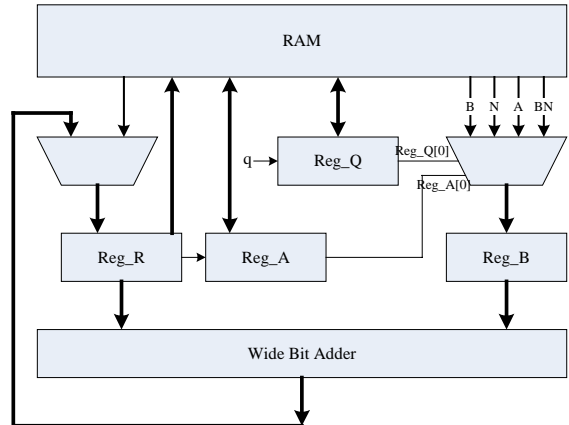 RAM
B N A BN
q
Reg_Q
Reg_Q[0]
Reg_A[0]
Reg_R
Reg_A
Reg_B
Wide Bit Adder